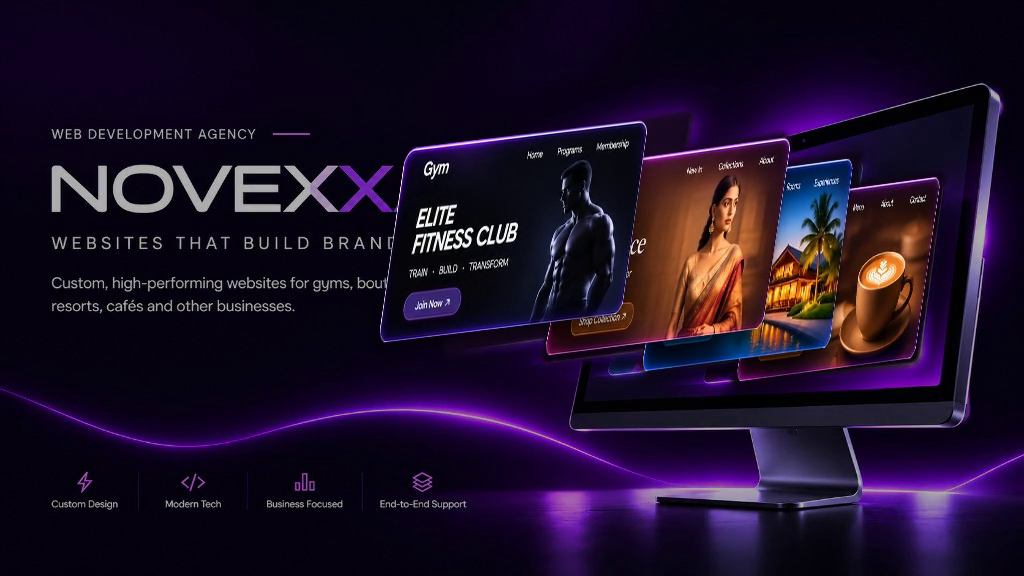 WEB DEVELOPMENT AGENCY
NOVEXX
WEBSITES THAT BUILD
Custom, high-performing websites for gyms,
resorts, cafés and other businesses.
Gym
Home Programs Membership
ELITE
FITNESS CLUB
TRAIN · BUILD · TRANSFORM
Join Now ↗
New In Collections About
Shop Collection ↗
Rooms Experiences
About Contact
Custom Design
Modern Tech
Business Focused
End-to-End Support